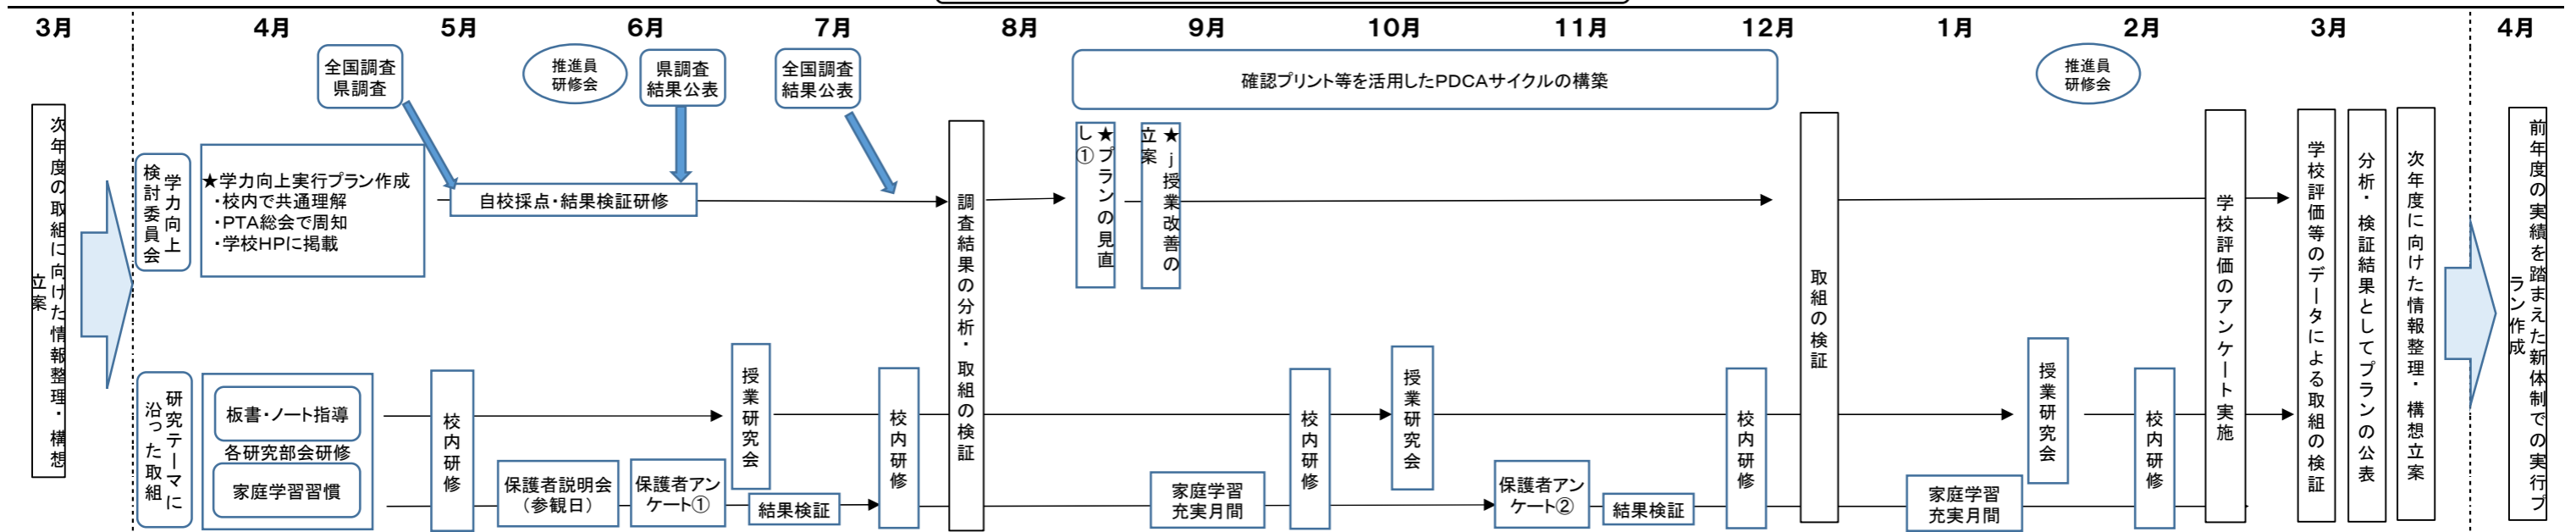 3月
4月
5月
6月
7月
8月
9月
10月
11月
12月
1月
2月
3月
4月
全国調査
県調査
推進員
研修会
県調査
結果公表
全国調査
結果公表
確認プリント等を活用したPDCAサイクルの構築
推進員
研修会
次年度の取組に向けた情報整理・構想
立案
学力向上
検討委員会
★学力向上実行プラン作成
・校内で共通理解
・PTA総会で周知
・学校HPに掲載
自校採点・結果検証研修
調査結果の分析・取組の検証
★プランの見直
し①
★j授業改善の
立案
取組の検証
学校評価のアンケート実施
学校評価等のデータによる取組の検証
分析・検証結果としてプランの公表
次年度に向けた情報整理・構想立案
前年度の実績を踏まえた新体制での実行プ
ラン作成
研究テーマに
沿った取組
板書・ノート指導
各研究部会研修
家庭学習習慣
校内研修
保護者説明会
（参観日）
保護者アン
ケート①
授業研究会
結果検証
校内研修
家庭学習
充実月間
校内研修
授業研究会
保護者アン
ケート②
結果検証
校内研修
家庭学習
充実月間
授業研究会
校内研修